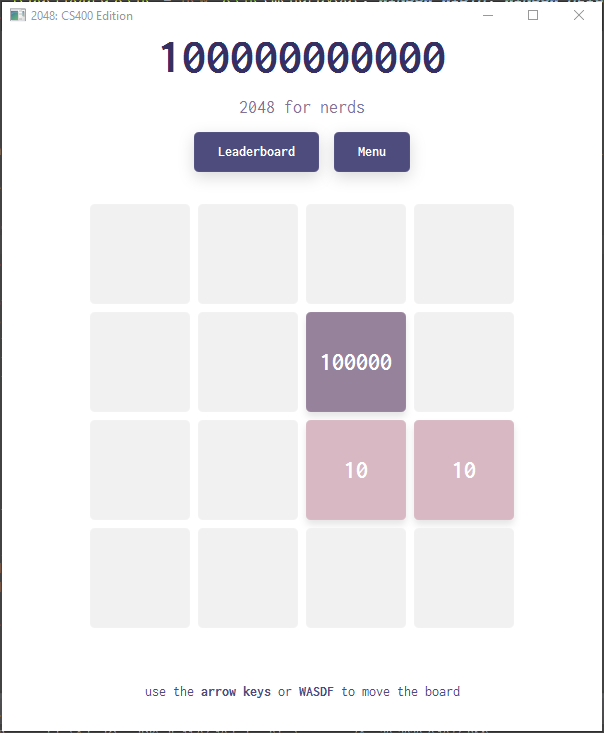 2048: CS400 Edition
100000000000
2048 for nerds
Leaderboard Menu
100000
10 10
use the arrow keys or WASDF to move the board